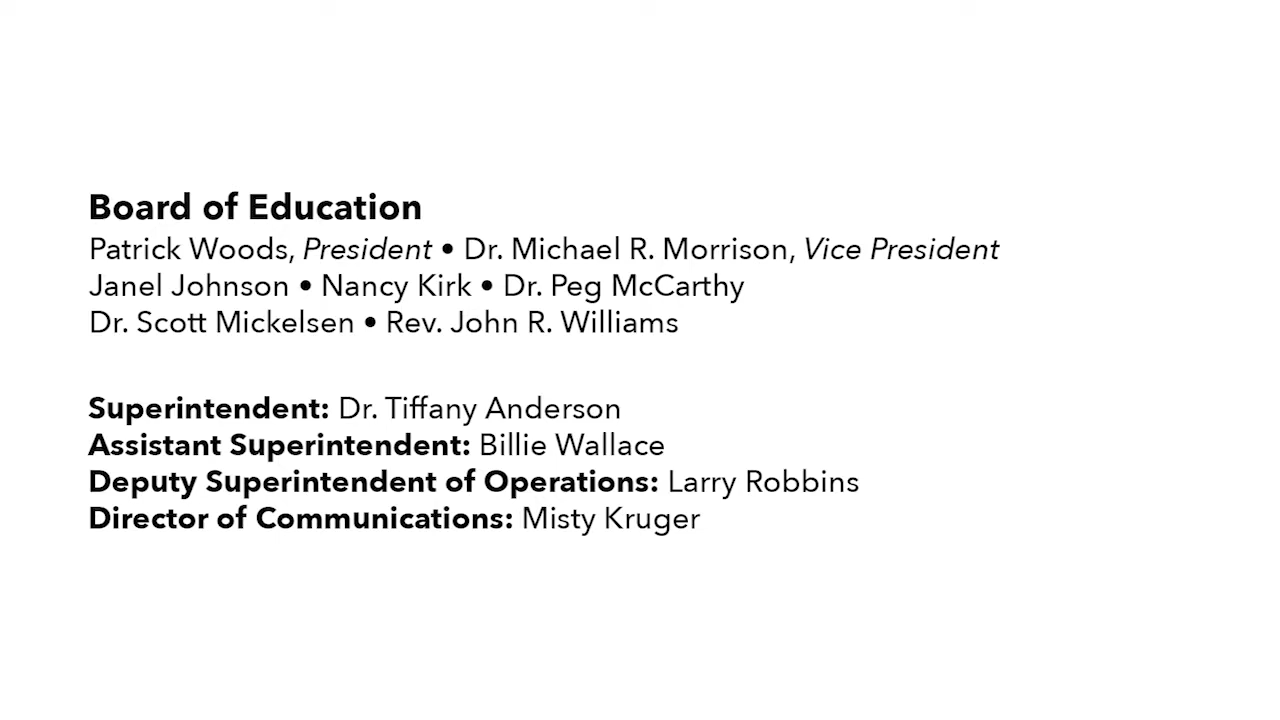 Board of Education
Patrick Woods, President • Dr. Michael R. Morrison, Vice President
Janel Johnson • Nancy Kirk • Dr. Peg McCarthy
Dr. Scott Mickelsen • Rev. John R. Williams
Superintendent: Dr. Tiffany Anderson
Assistant Superintendent: Billie Wallace
Deputy Superintendent of Operations: Larry Robbins
Director of Communications: Misty Kruger